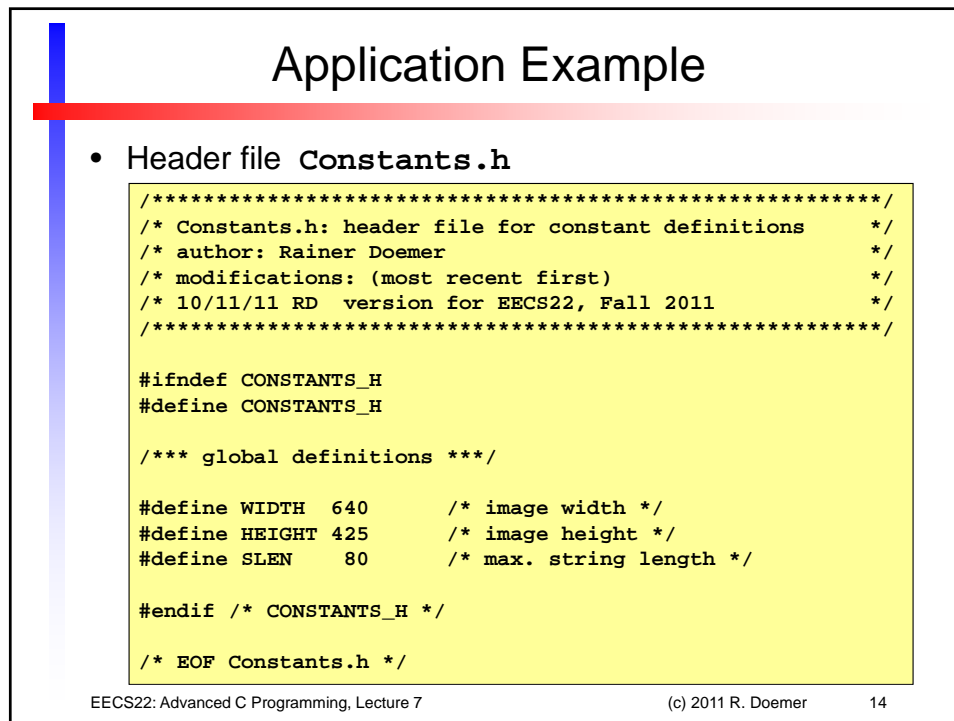 Application Example
• Header file Constants.h
/*********************************************************/
/* Constants.h: header file for constant definitions     */
/* author: Rainer Doemer                                 */
/* modifications: (most recent first)                    */
/* 10/11/11 RD  version for EECS22, Fall 2011            */
/*********************************************************/
#ifndef CONSTANTS_H
#define CONSTANTS_H
/*** global definitions ***/
#define WIDTH  640      /* image width */
#define HEIGHT 425      /* image height */
#define SLEN    80      /* max. string length */
#endif /* CONSTANTS_H */
/* EOF Constants.h */
EECS22: Advanced C Programming, Lecture 7 (c) 2011 R. Doemer 14